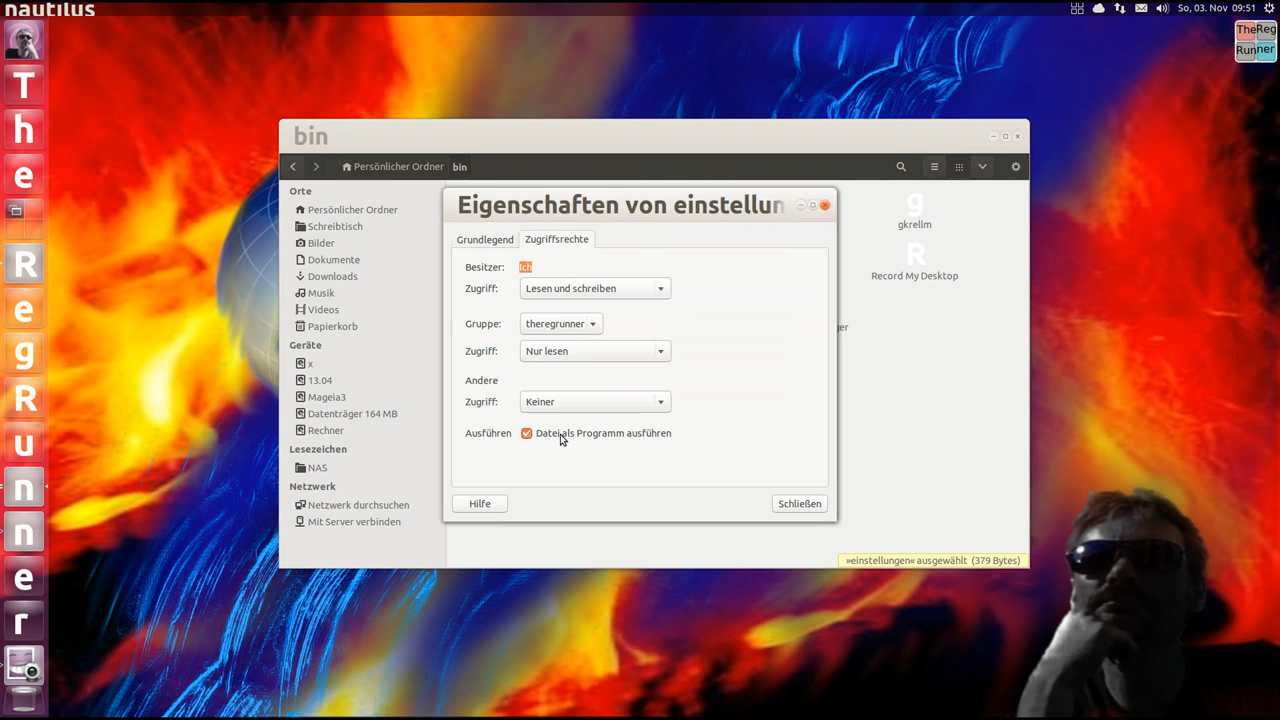 nautilus
So, 03. Nov 09:51
TheReg
Runner
T
h
e
R
e
g
R
u
n
n
e
r
bin
Persönlicher Ordner
bin
Orte
Persönlicher Ordner
Schreibtisch
Bilder
Dokumente
Downloads
Musik
Videos
Papierkorb
Geräte
x
13.04
Mageia3
Datenträger 164 MB
Rechner
Lesezeichen
NAS
Netzwerk
Netzwerk durchsuchen
Mit Server verbinden
Eigenschaften von einstellun
Grundlegend
Zugriffsrechte
Besitzer: Ich
Zugriff: Lesen und schreiben
Gruppe: theregrunner
Zugriff: Nur lesen
Andere
Zugriff: Keiner
Ausführen Datei als Programm ausführen
Hilfe
Schließen
g
gkrellm
R
Record My Desktop
ger
»einstellungen« ausgewählt (379 Bytes)